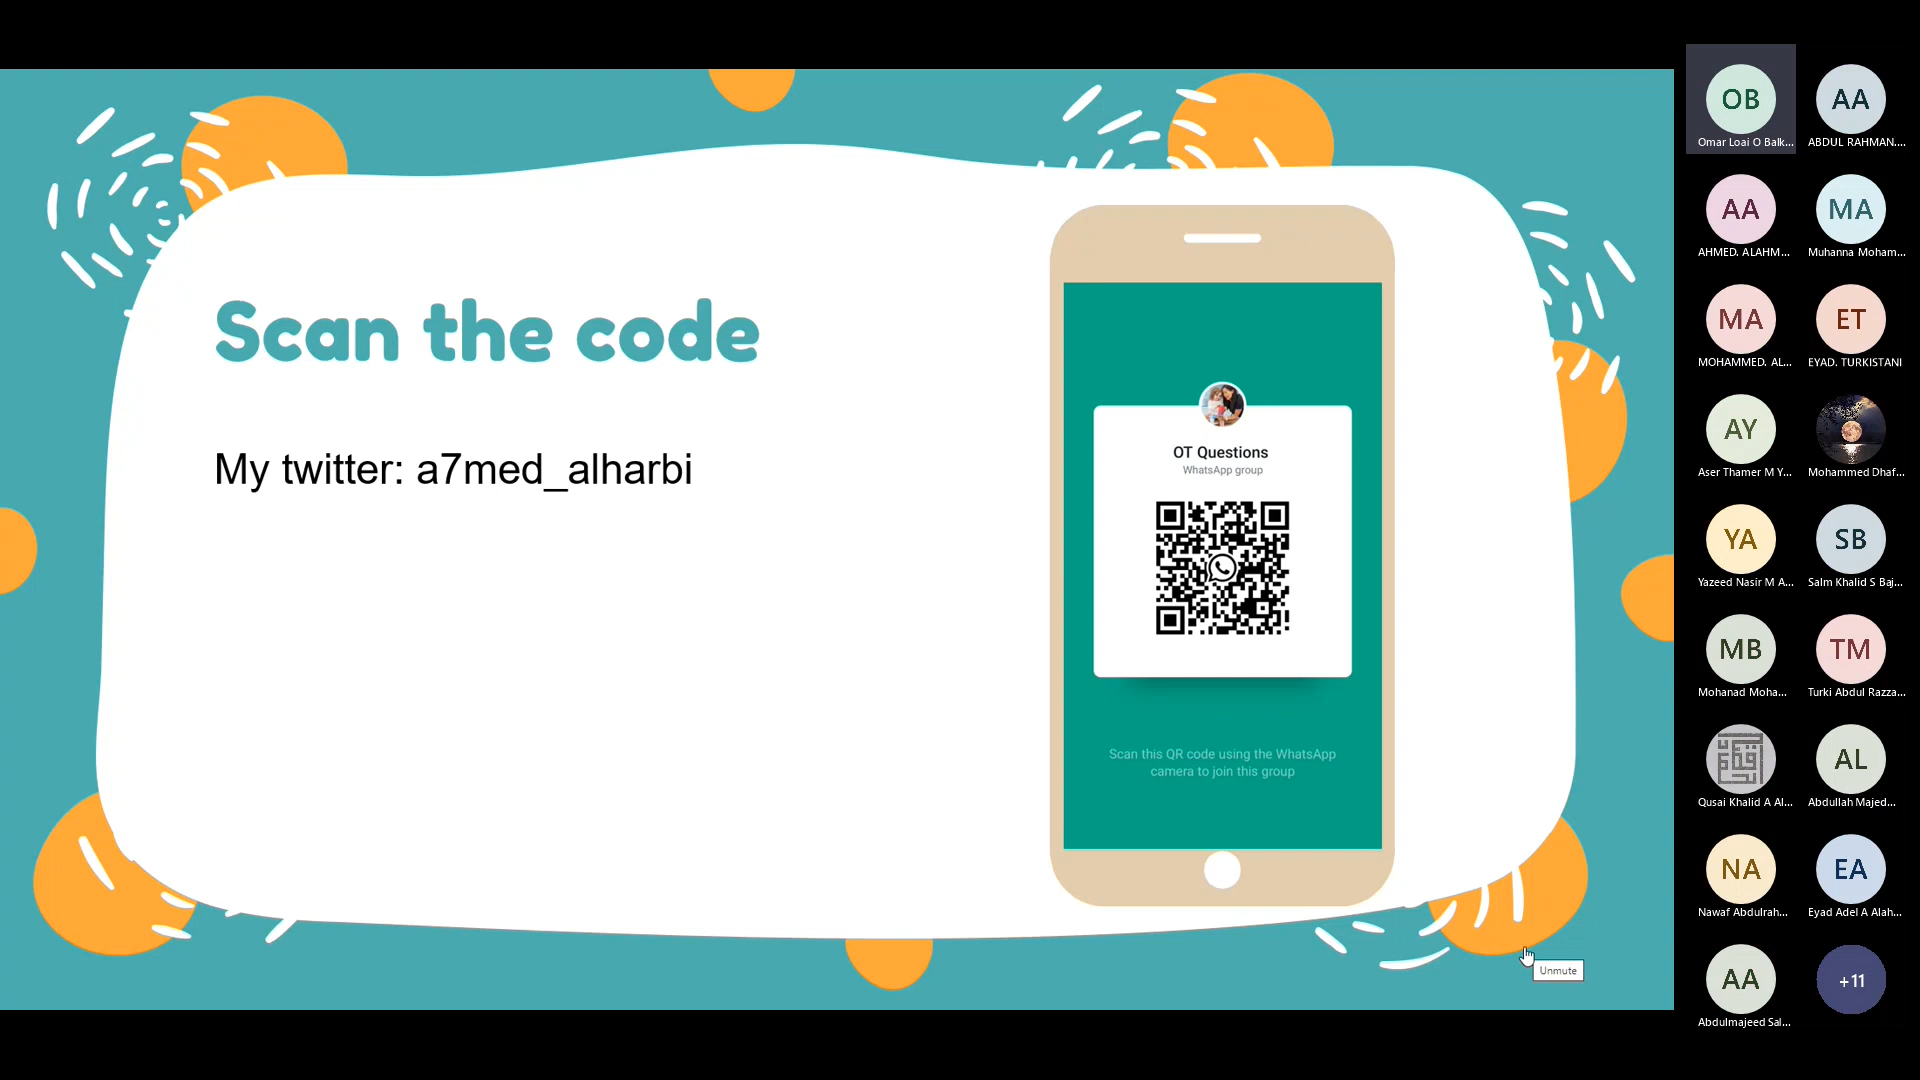 Scan the code
My twitter: a7med_alharbi
OT Questions
WhatsApp group
Scan this QR code using the WhatsApp
camera to join this group
Unmute
OB
Omar Loai O Balk...
AA
ABDUL RAHMAN....
AA
AHMED. ALAHM...
MA
Muhanna Moham...
MA
MOHAMMED. AL...
ET
EYAD. TURKISTANI
AY
Aser Thamer M Y...
Mohammed Dhaf...
YA
Yazeed Nasir M A...
SB
Salm Khalid S Baj...
MB
Mohanad Moha...
TM
Turki Abdul Razza...
Qusai Khalid A Al...
AL
Abdullah Majed...
NA
Nawaf Abdulrah...
EA
Eyad Adel A Alah...
AA
Abdulmajeed Sal...
+11